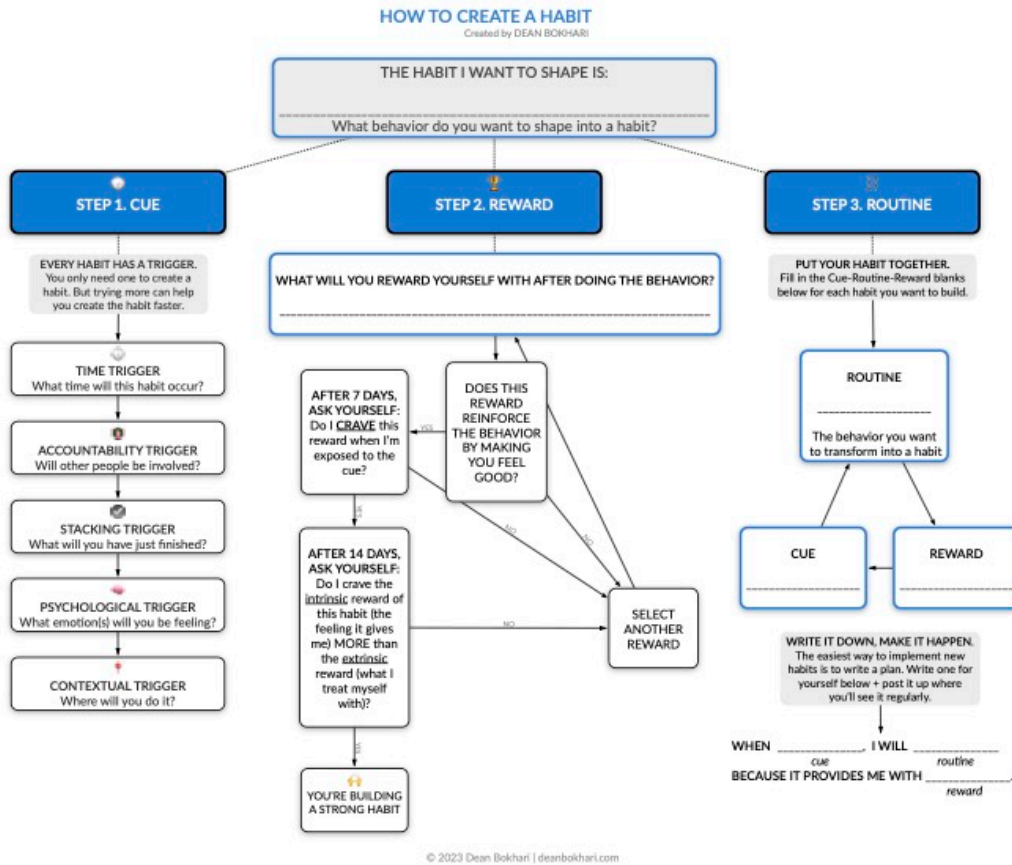 HOW TO CREATE A HABIT
Created by DEAN BOKHARI
THE HABIT I WANT TO SHAPE IS:
What behavior do you want to shape into a habit?
STEP 1. CUE
EVERY HABIT HAS A TRIGGER.
You only need one to create a
habit. But trying more can help
you create the habit faster.
TIME TRIGGER
What time will this habit occur?
ACCOUNTABILITY TRIGGER
Will other people be involved?
STACKING TRIGGER
What will you have just finished?
PSYCHOLOGICAL TRIGGER
What emotion(s) will you be feeling?
CONTEXTUAL TRIGGER
Where will you do it?
STEP 2. REWARD
WHAT WILL YOU REWARD YOURSELF WITH AFTER DOING THE BEHAVIOR?
DOES THIS
REWARD
REINFORCE
THE BEHAVIOR
BY MAKING
YOU FEEL
GOOD?
YES
NO
AFTER 7 DAYS,
ASK YOURSELF:
Do I CRAVE this
reward when I'm
exposed to the
cue?
YES
NO
AFTER 14 DAYS,
ASK YOURSELF:
Do I crave the
intrinsic reward of
this habit (the
feeling it gives
me) MORE than
the extrinsic
reward (what I
treat myself
with)?
NO
YES
SELECT
ANOTHER
REWARD
YOU'RE BUILDING
A STRONG HABIT
STEP 3. ROUTINE
PUT YOUR HABIT TOGETHER.
Fill in the Cue-Routine-Reward blanks
below for each habit you want to build.
ROUTINE
The behavior you want
to transform into a habit
CUE
REWARD
WRITE IT DOWN, MAKE IT HAPPEN.
The easiest way to implement new
habits is to write a plan. Write one for
yourself below + post it up where
you'll see it regularly.
WHEN ______________, I WILL ______________
cue routine
BECAUSE IT PROVIDES ME WITH ______________.
reward
© 2023 Dean Bokhari | deanbokhari.com